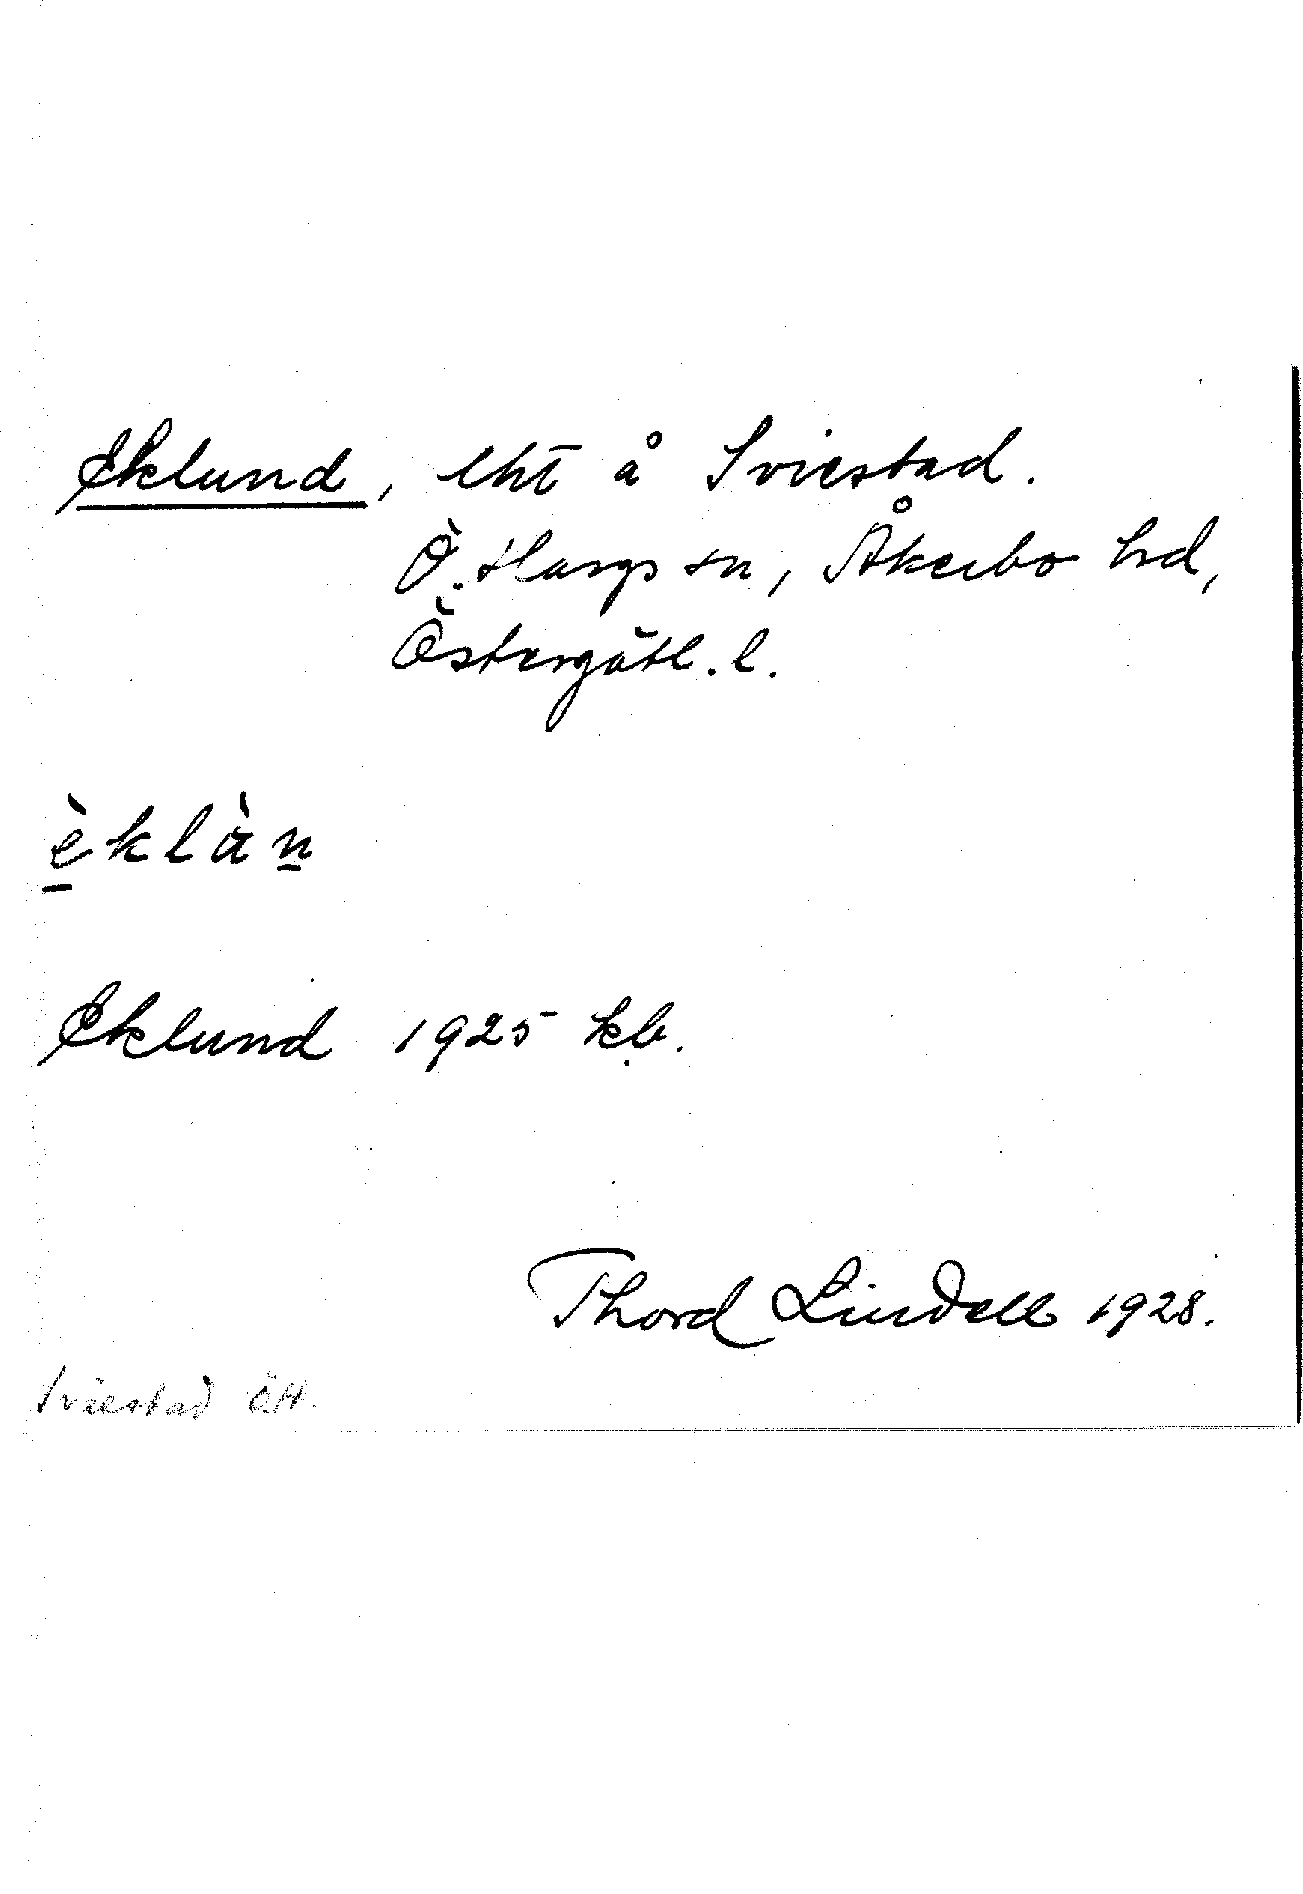 Eklund, lht å Sviestad.
Ö. Hargs sn, Åkerbo hd,
Östergötl. l.
èklàn
Eklund 1925 kb.
Thord Lindell 1928.
Sviestad ÖH.